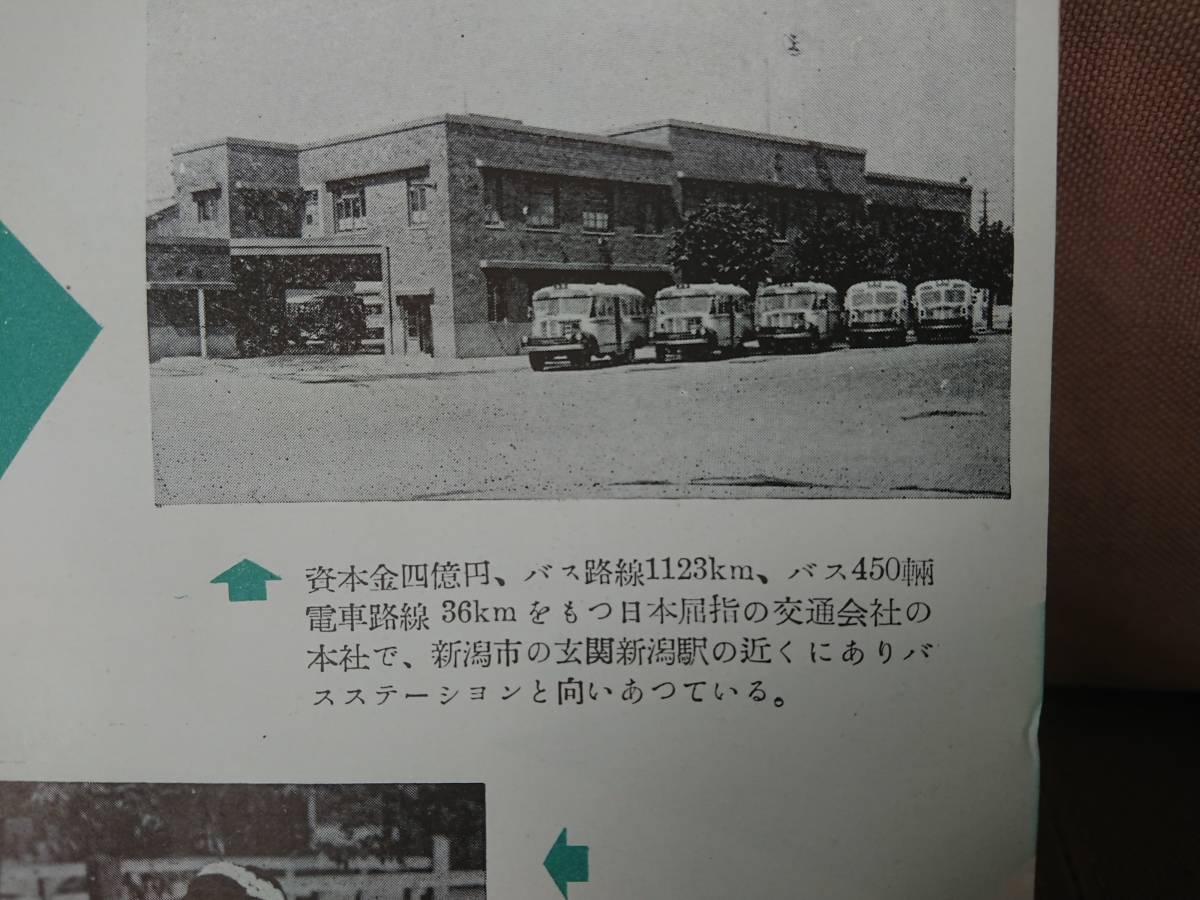 資本金四億円、バス路線1123km、バス450輌
電車路線 36kmをもつ日本屈指の交通会社の
本社で、新潟市の玄関新潟駅の近くにありバ
スステーションと向いあつている。